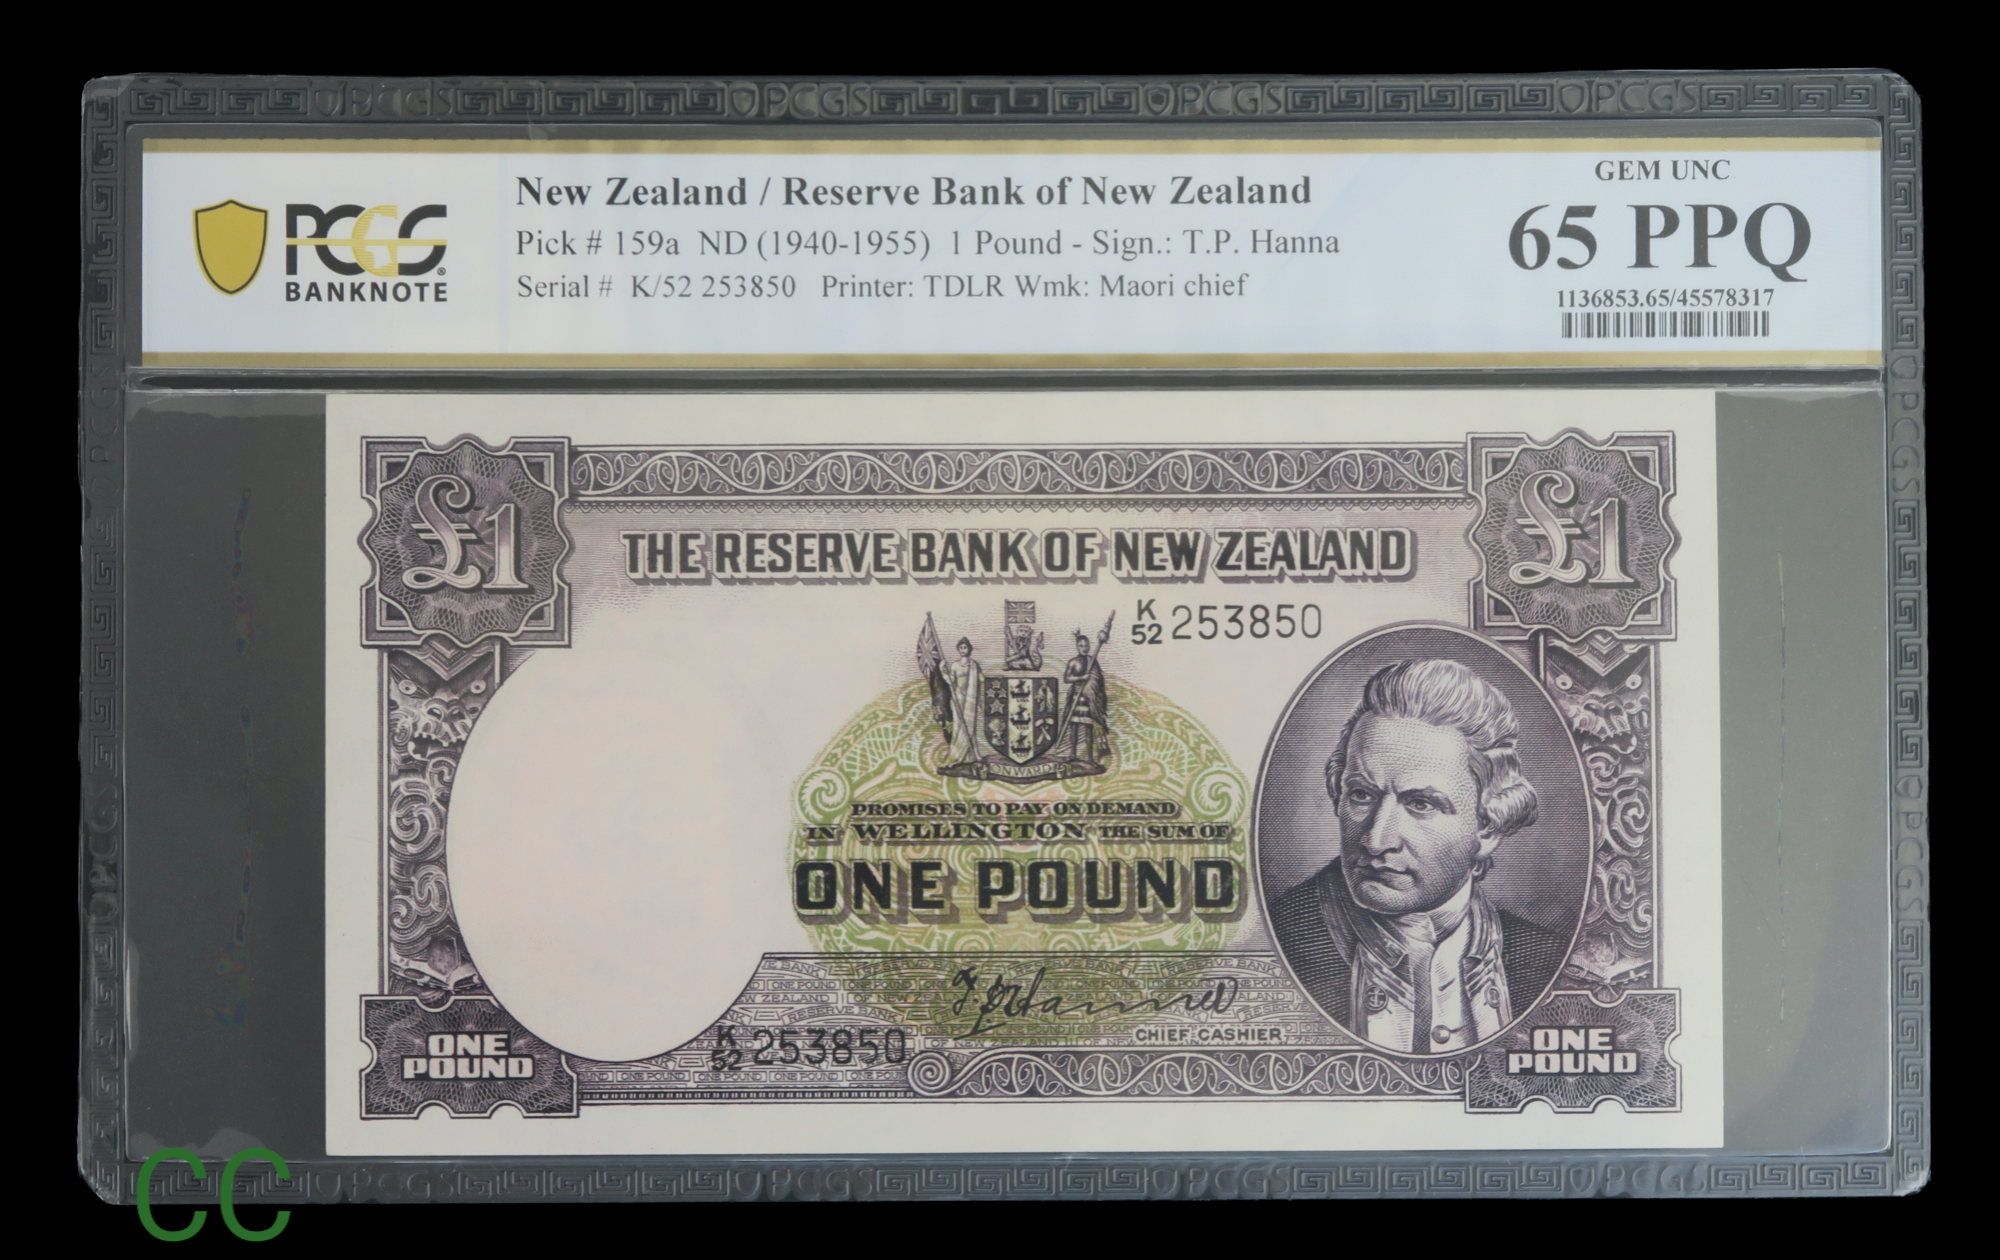 PCGS BANKNOTE
New Zealand / Reserve Bank of New Zealand
Pick # 159a ND (1940-1955) 1 Pound - Sign.: T.P. Hanna
Serial # K/52 253850 Printer: TDLR Wmk: Maori chief
GEM UNC
65 PPQ
1136853.65/45578317
£1
£1
THE RESERVE BANK OF NEW ZEALAND
K/52 253850
ONWARD
PROMISES TO PAY ON DEMAND
IN WELLINGTON THE SUM OF
ONE POUND
T.P. Hanna
CHIEF CASHIER
K/52 253850
ONE
POUND
ONE
POUND
CC